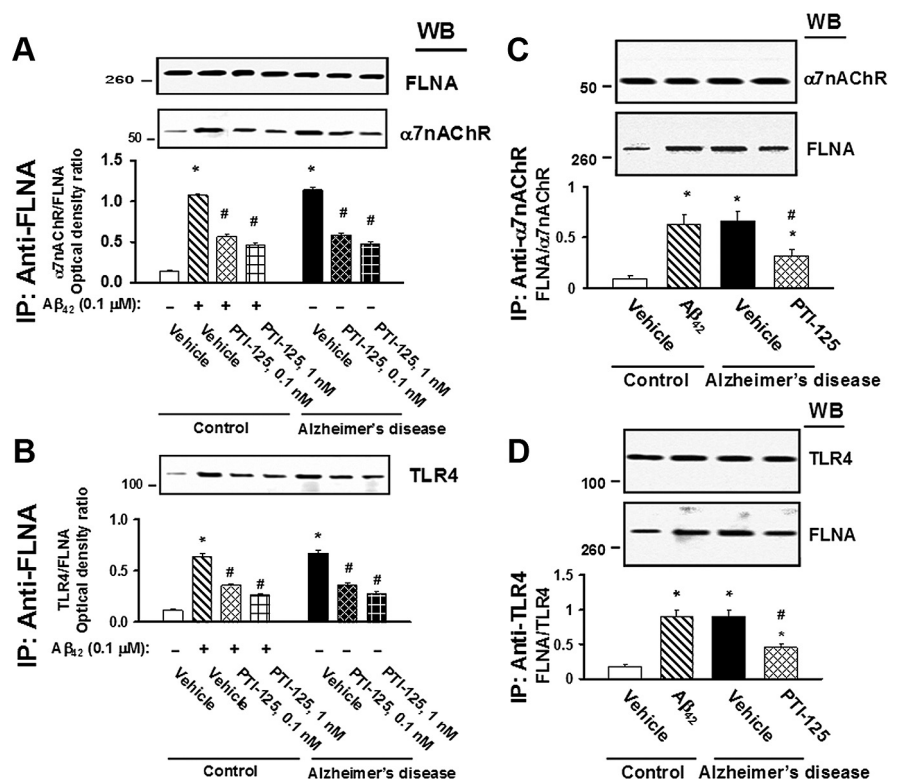 A
WB
260
FLNA
50
α7nAChR
IP: Anti-FLNA
α7nAChR/FLNA
Optical density ratio
1.5
1.0
0.5
0.0
*
#
#
*
#
#
Aβ42 (0.1 μM):
– + + + – – –
Vehicle
Vehicle
PTI-125, 0.1 nM
PTI-125, 1 nM
Vehicle
PTI-125, 0.1 nM
PTI-125, 1 nM
Control
Alzheimer's disease
B
100
TLR4
IP: Anti-FLNA
TLR4/FLNA
Optical density ratio
1.0
0.5
0.0
*
#
#
*
#
#
Aβ42 (0.1 μM):
– + + + – – –
Vehicle
Vehicle
PTI-125, 0.1 nM
PTI-125, 1 nM
Vehicle
PTI-125, 0.1 nM
PTI-125, 1 nM
Control
Alzheimer's disease
C
WB
50
α7nAChR
260
FLNA
IP: Anti-α7nAChR
FLNA/α7nAChR
1
0.5
0
*
*
#
*
Vehicle
Aβ42
Vehicle
PTI-125
Control
Alzheimer's disease
D
WB
100
TLR4
260
FLNA
IP: Anti-TLR4
FLNA/TLR4
1.5
1
0.5
0
*
*
#
*
Vehicle
Aβ42
Vehicle
PTI-125
Control
Alzheimer's disease